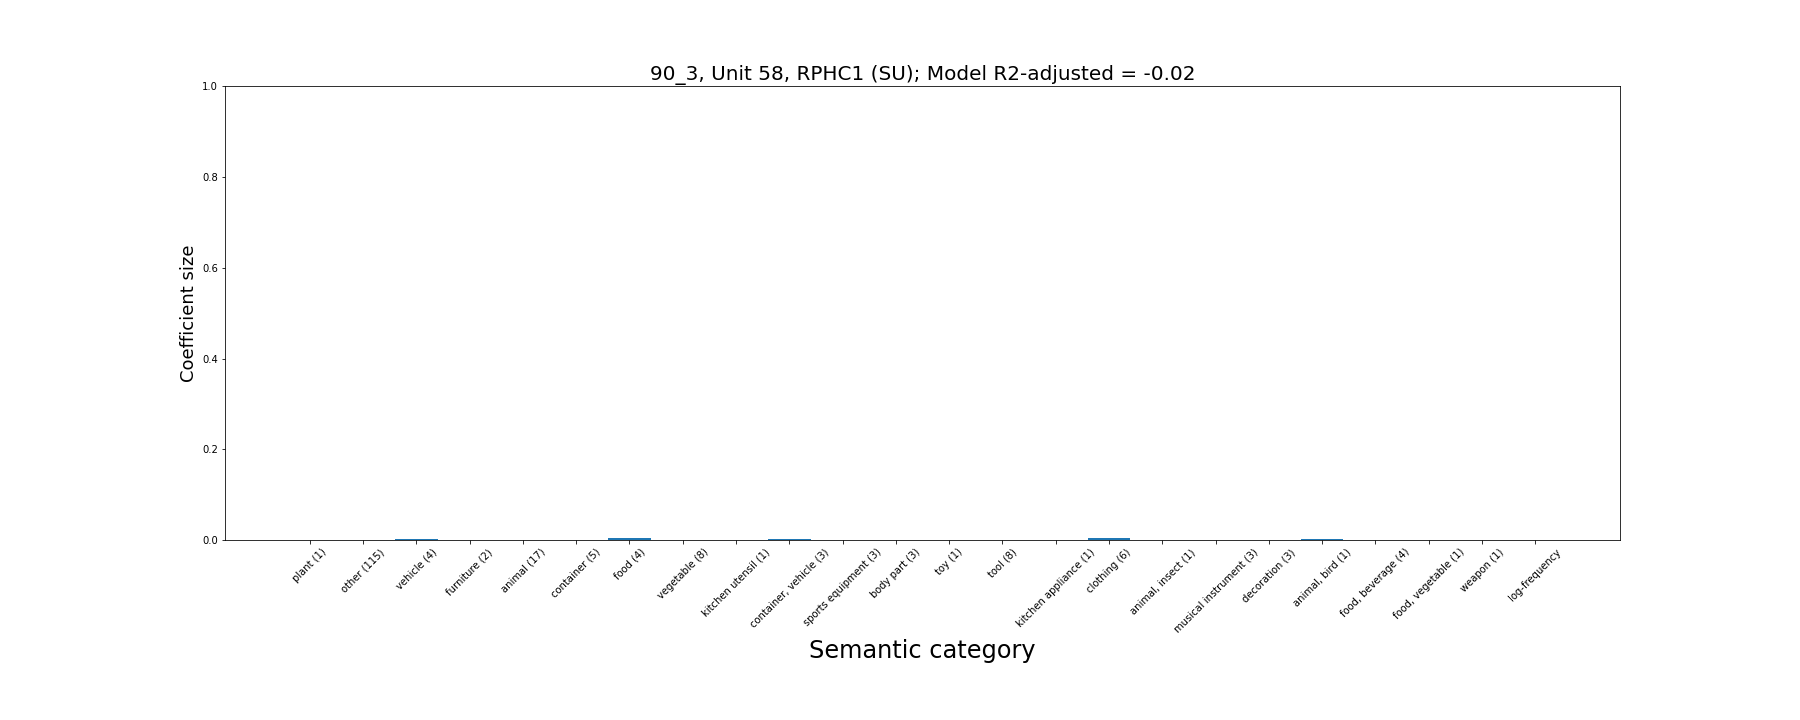 90_3, Unit 58, RPHC1 (SU); Model R2-adjusted = -0.02
1.0
0.8
0.6
0.4
0.2
0.0
Coefficient size
plant (1)
other (115)
vehicle (4)
furniture (2)
animal (17)
container (5)
food (4)
vegetable (8)
kitchen utensil (1)
container, vehicle (3)
sports equipment (3)
body part (3)
toy (1)
tool (8)
kitchen appliance (1)
clothing (6)
animal, insect (1)
musical instrument (3)
decoration (3)
animal, bird (1)
food, beverage (4)
food, vegetable (1)
weapon (1)
log-frequency
Semantic category